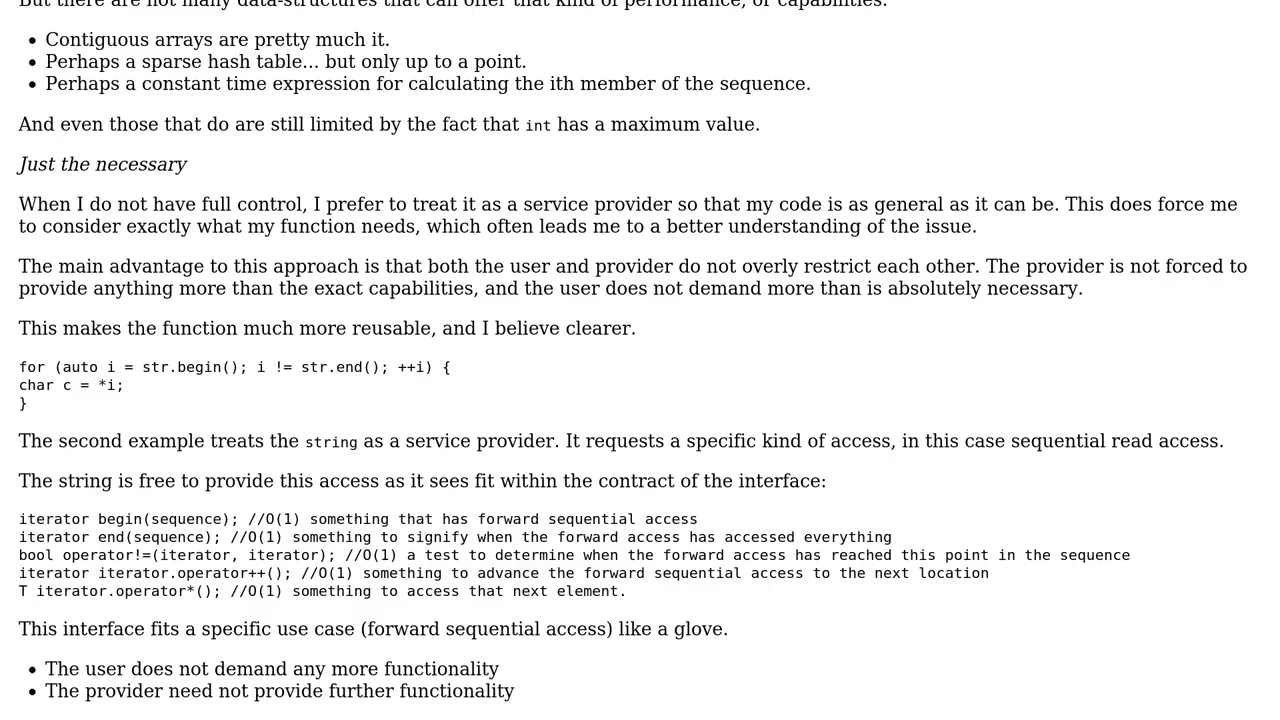 But there are not many data-structures that can offer that kind of performance, or capabilities.
• Contiguous arrays are pretty much it.
• Perhaps a sparse hash table... but only up to a point.
• Perhaps a constant time expression for calculating the ith member of the sequence.
And even those that do are still limited by the fact that int has a maximum value.
Just the necessary
When I do not have full control, I prefer to treat it as a service provider so that my code is as general as it can be. This does force me
to consider exactly what my function needs, which often leads me to a better understanding of the issue.
The main advantage to this approach is that both the user and provider do not overly restrict each other. The provider is not forced to
provide anything more than the exact capabilities, and the user does not demand more than is absolutely necessary.
This makes the function much more reusable, and I believe clearer.
for (auto i = str.begin(); i != str.end(); ++i) {
char c = *i;
}
The second example treats the string as a service provider. It requests a specific kind of access, in this case sequential read access.
The string is free to provide this access as it sees fit within the contract of the interface:
iterator begin(sequence); //O(1) something that has forward sequential access
iterator end(sequence); //O(1) something to signify when the forward access has accessed everything
bool operator!=(iterator, iterator); //O(1) a test to determine when the forward access has reached this point in the sequence
iterator iterator.operator++(); //O(1) something to advance the forward sequential access to the next location
T iterator.operator*(); //O(1) something to access that next element.
This interface fits a specific use case (forward sequential access) like a glove.
• The user does not demand any more functionality
• The provider need not provide further functionality